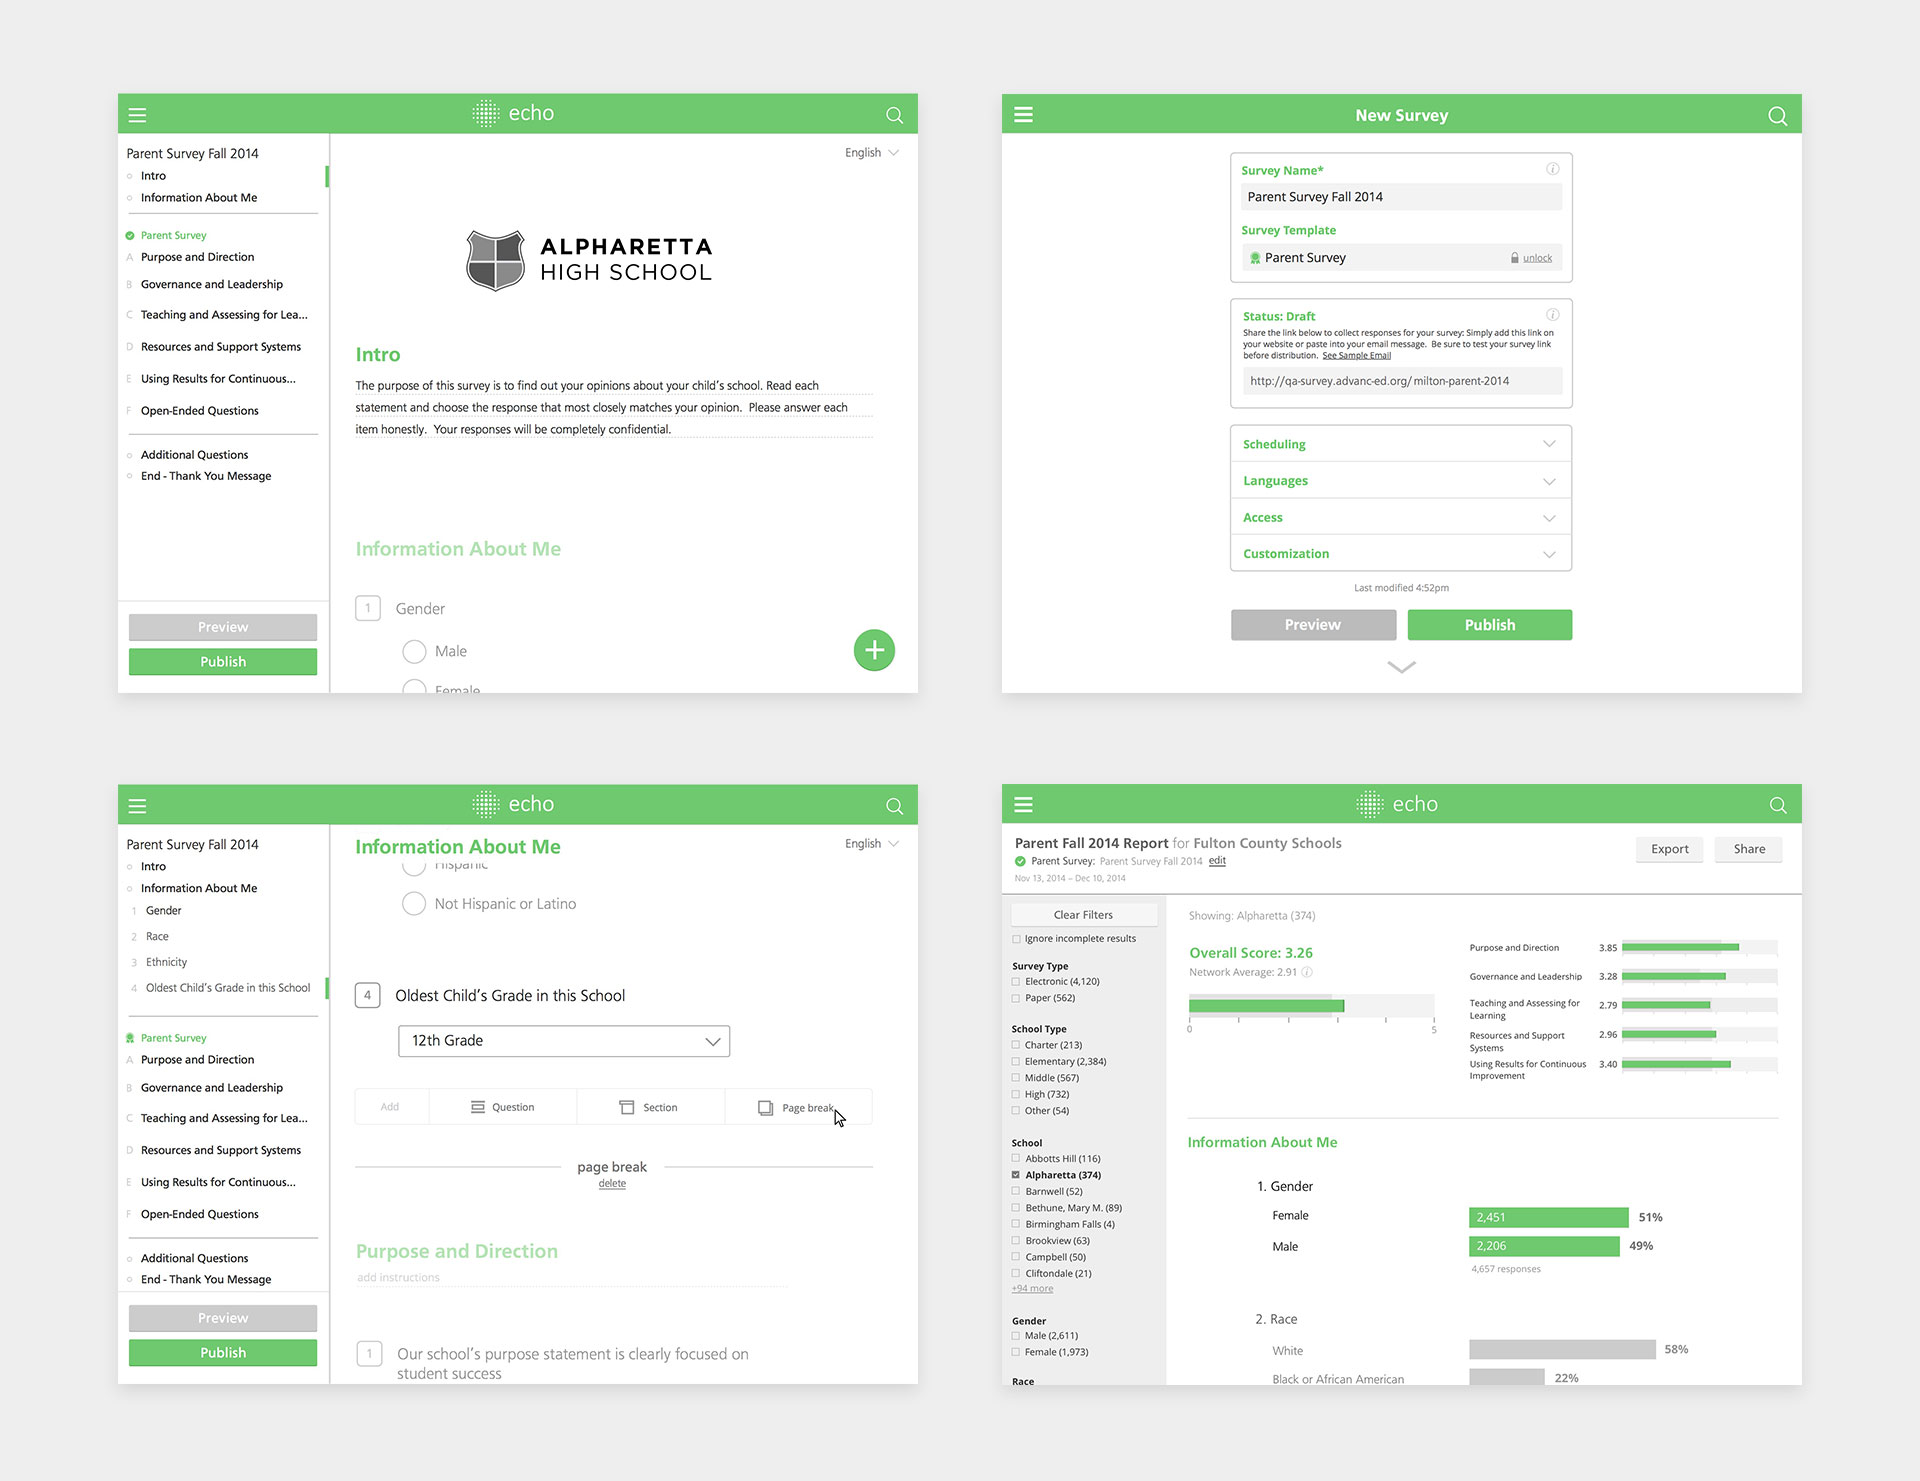 echo
Parent Survey Fall 2014
Intro
Information About Me
Parent Survey
A Purpose and Direction
B Governance and Leadership
C Teaching and Assessing for Lea...
D Resources and Support Systems
E Using Results for Continuous...
F Open-Ended Questions
Additional Questions
End - Thank You Message
Preview
Publish
English
ALPHARETTA
HIGH SCHOOL
Intro
The purpose of this survey is to find out your opinions about your child's school. Read each
statement and choose the response that most closely matches your opinion. Please answer each
item honestly. Your responses will be completely confidential.
Information About Me
1 Gender
Male
Female
New Survey
Survey Name*
Parent Survey Fall 2014
Survey Template
Parent Survey unlock
Status: Draft
Share the link below to collect responses for your survey: Simply add this link on
your website or paste into your email message. Be sure to test your survey link
before distribution. See Sample Email
http://qa-survey.advanc-ed.org/milton-parent-2014
Scheduling
Languages
Access
Customization
Last modified 4:52pm
Preview Publish
echo
Parent Survey Fall 2014
Intro
Information About Me
1 Gender
2 Race
3 Ethnicity
4 Oldest Child's Grade in this School
Parent Survey
A Purpose and Direction
B Governance and Leadership
C Teaching and Assessing for Lea...
D Resources and Support Systems
E Using Results for Continuous...
F Open-Ended Questions
Additional Questions
End - Thank You Message
Preview
Publish
Information About Me English
Hispanic
Not Hispanic or Latino
4 Oldest Child's Grade in this School
12th Grade
Add Question Section Page break
page break
delete
Purpose and Direction
add instructions
1 Our school's purpose statement is clearly focused on
student success
echo
Parent Fall 2014 Report for Fulton County Schools
Parent Survey: Parent Survey Fall 2014 edit
Nov 13, 2014 – Dec 10, 2014
Export Share
Clear Filters
Ignore incomplete results
Survey Type
Electronic (4,120)
Paper (562)
School Type
Charter (213)
Elementary (2,384)
Middle (567)
High (732)
Other (54)
School
Abbotts Hill (116)
Alpharetta (374)
Barnwell (52)
Bethune, Mary M. (89)
Birmingham Falls (4)
Brookview (63)
Campbell (50)
Cliftondale (21)
+94 more
Gender
Male (2,611)
Female (1,973)
Race
Showing: Alpharetta (374)
Overall Score: 3.26
Network Average: 2.91
0 5
Purpose and Direction 3.85
Governance and Leadership 3.28
Teaching and Assessing for
Learning 2.79
Resources and Support
Systems 2.96
Using Results for Continuous
Improvement 3.40
Information About Me
1. Gender
Female 2,451 51%
Male 2,206 49%
4,657 responses
2. Race
White 58%
Black or African American 22%